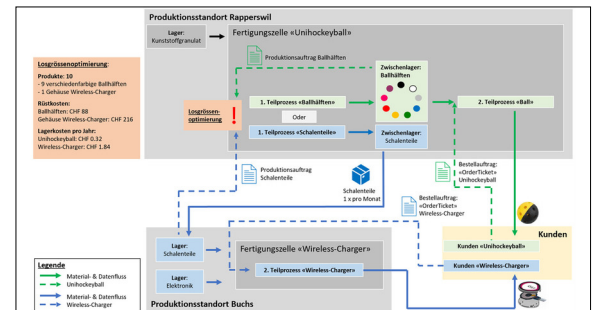 Produktionsstandort Rapperswil
Lager:
Kunststoffgranulat
Fertigungszelle «Unihockeyball»
Losgrössenoptimierung:
Produkte: 10
- 9 verschiedenfarbige Ballhälften
- 1 Gehäuse Wireless-Charger
Rüstkosten:
Ballhälften: CHF 88
Gehäuse Wireless-Charger: CHF 216
Lagerkosten pro Jahr:
Unihockeyball: CHF 0.32
Wireless-Charger: CHF 1.84
Produktionsauftrag Ballhälften
Zwischenlager:
Ballhälften
Losgrössen-
optimierung
!
1. Teilprozess «Ballhälften»
Oder
1. Teilprozess «Schalenteile»
Zwischenlager:
Schalenteile
2. Teilprozess «Ball»
Produktionsauftrag
Schalenteile
Schalenteile
1 x pro Monat
Bestellauftrag:
«OrderTicket»
Unihockeyball
Bestellauftrag:
«OrderTicket»
Wireless-Charger
Kunden
Kunden «Unihockeyball»
Kunden «Wireless-Charger»
Lager:
Schalenteile
Lager:
Elektronik
Fertigungszelle «Wireless-Charger»
2. Teilprozess «Wireless-Charger»
Produktionsstandort Buchs
Legende
Material- & Datenfluss
Unihockeyball
Material- & Datenfluss
Wireless-Charger